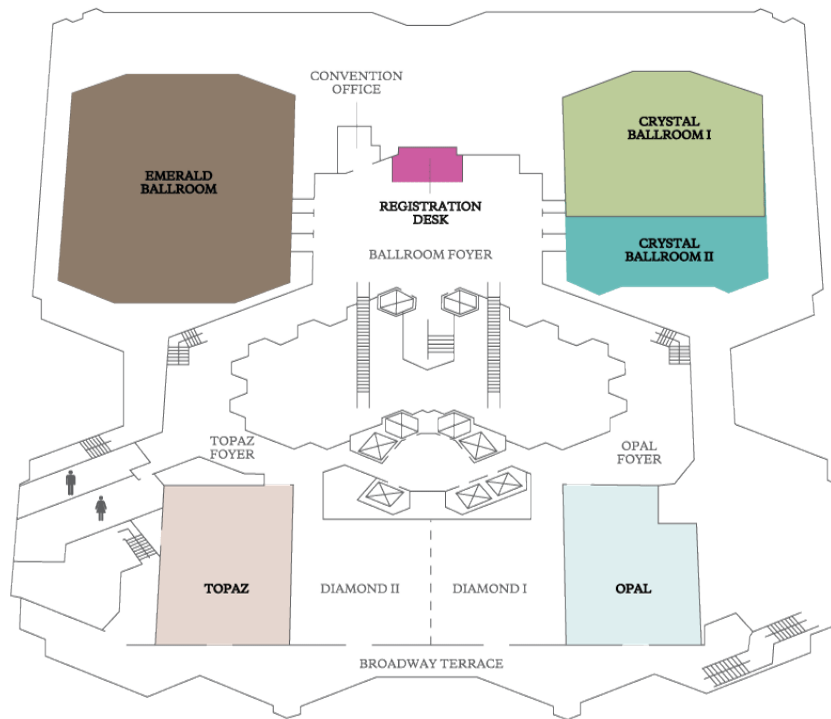 CONVENTION
OFFICE
CRYSTAL
BALLROOM I
EMERALD
BALLROOM
REGISTRATION
DESK
CRYSTAL
BALLROOM II
BALLROOM FOYER
TOPAZ
FOYER
OPAL
FOYER
TOPAZ
DIAMOND II
DIAMOND I
OPAL
BROADWAY TERRACE